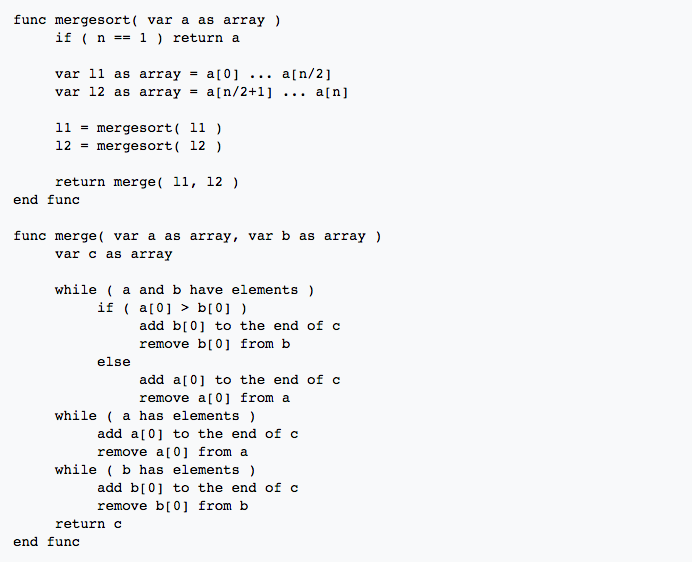 func mergesort( var a as array )
if ( n == 1 ) return a
var l1 as array = a[0] ... a[n/2]
var l2 as array = a[n/2+1] ... a[n]
l1 = mergesort( l1 )
l2 = mergesort( l2 )
return merge( l1, l2 )
end func
func merge( var a as array, var b as array )
var c as array
while ( a and b have elements )
if ( a[0] > b[0] )
add b[0] to the end of c
remove b[0] from b
else
add a[0] to the end of c
remove a[0] from a
while ( a has elements )
add a[0] to the end of c
remove a[0] from a
while ( b has elements )
add b[0] to the end of c
remove b[0] from b
return c
end func